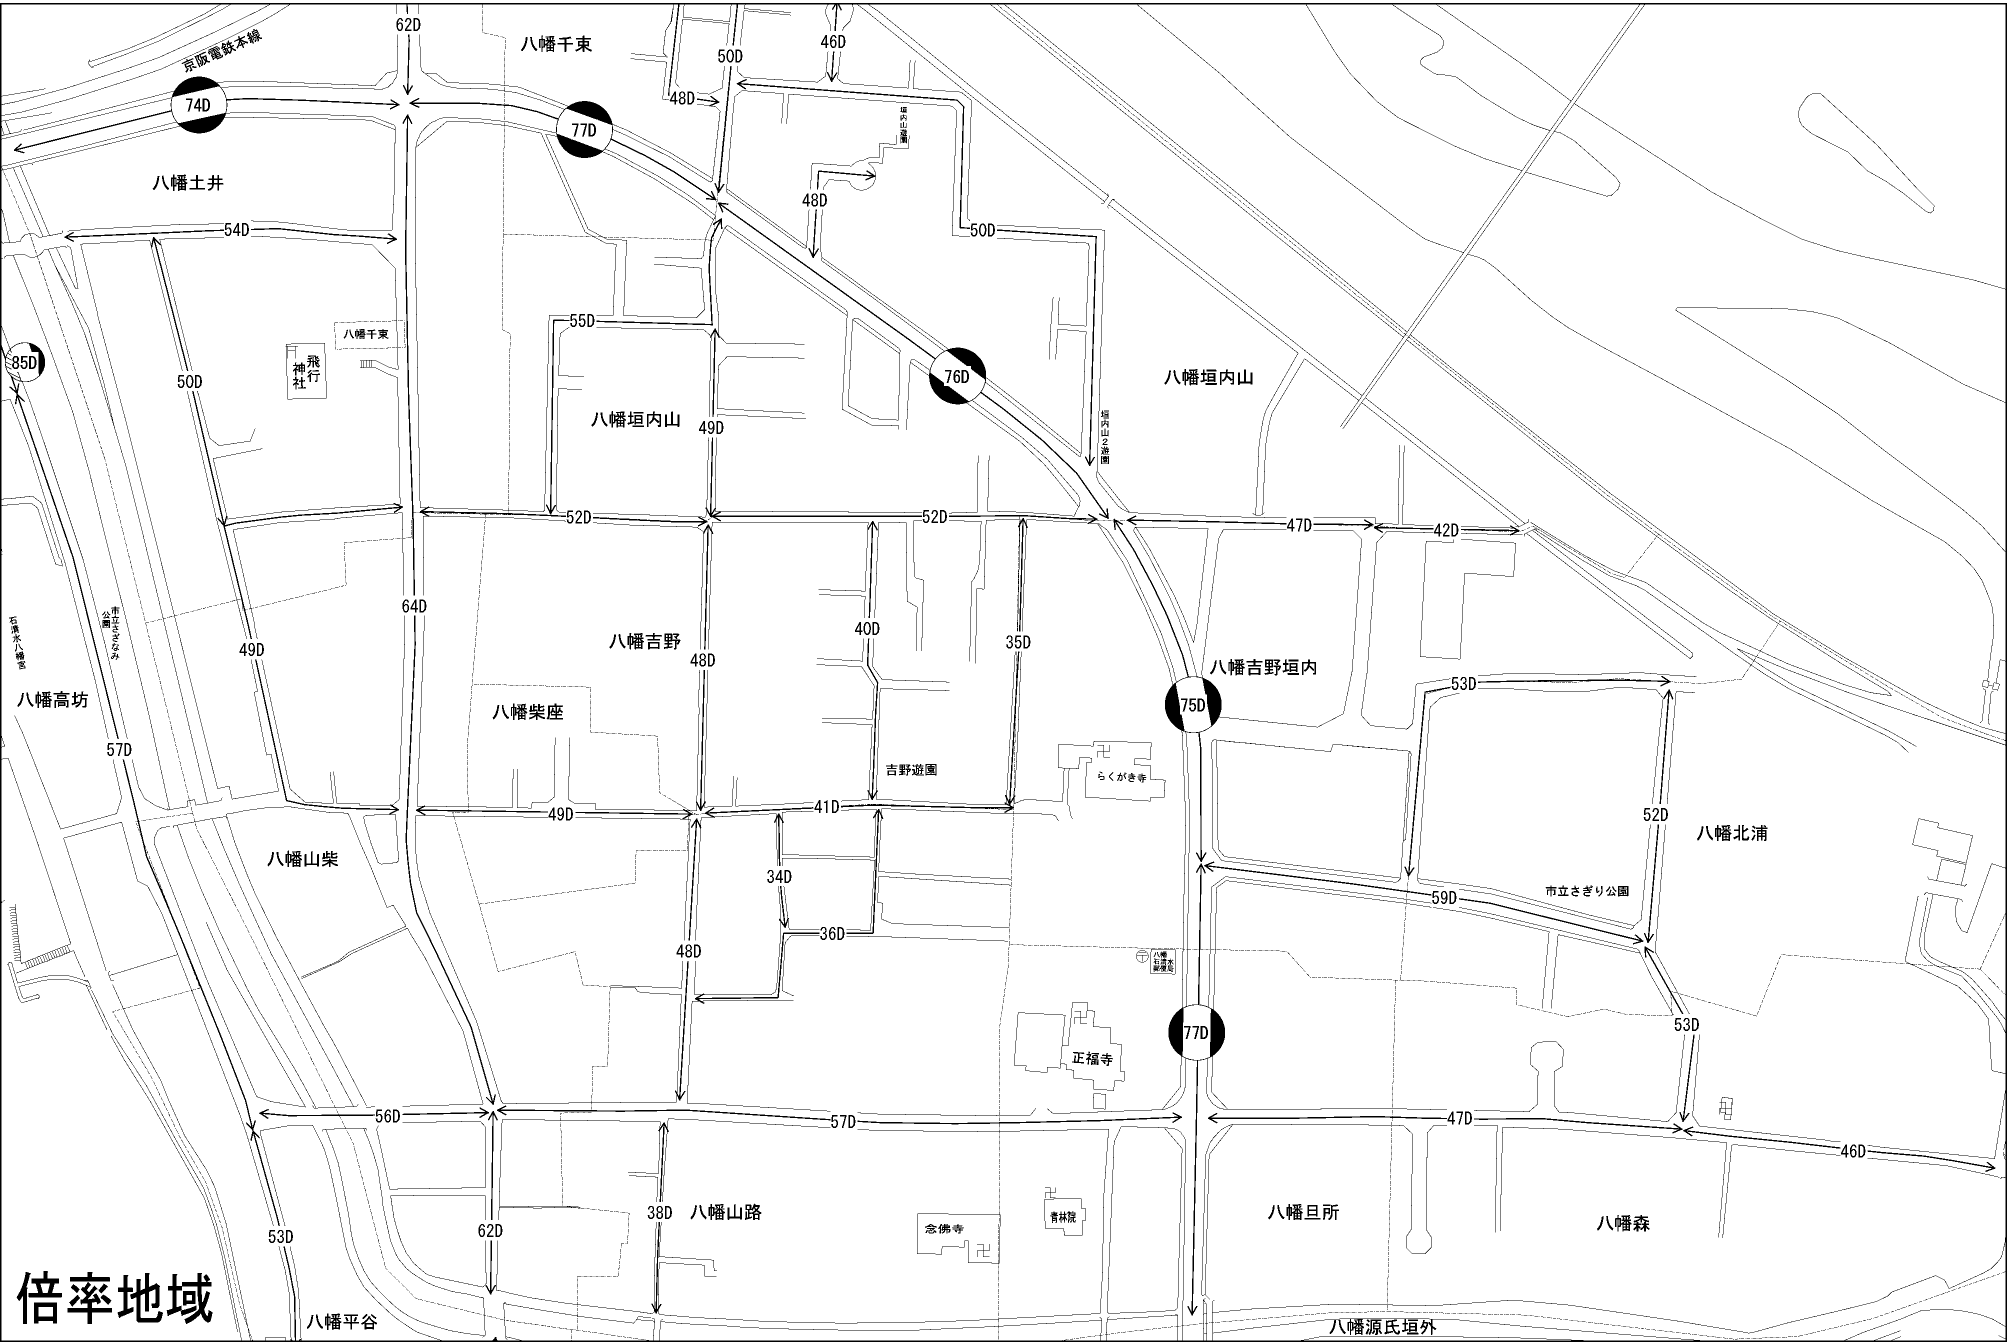 62D
八幡千束
46D
50D
京阪電鉄本線
74D
48D
77D
垣内山遊園
八幡土井
48D
54D
50D
八幡千束
55D
85D
飛行
神社
50D
76D
八幡垣内山
八幡垣内山
49D
垣内山2遊園
52D
52D
47D
42D
64D
市立さざなみ
公園
石清水八幡宮
40D
35D
八幡吉野
49D
48D
八幡吉野垣内
八幡高坊
53D
八幡柴座
75D
57D
吉野遊園
らくがき寺
49D
41D
52D
八幡北浦
八幡山柴
34D
市立さぎり公園
59D
36D
48D
八幡
石清水
郵便局
53D
77D
正福寺
56D
57D
47D
46D
38D
八幡山路
八幡旦所
青林院
八幡森
念佛寺
62D
53D
倍率地域
八幡平谷
八幡源氏垣外